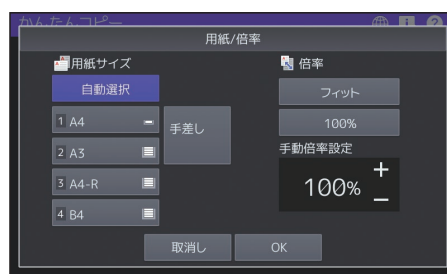 かんたんコピー
用紙/倍率
用紙サイズ
倍率
自動選択
フィット
1 A4
手差し
100%
2 A3
手動倍率設定
3 A4-R
100%
4 B4
取消し
OK